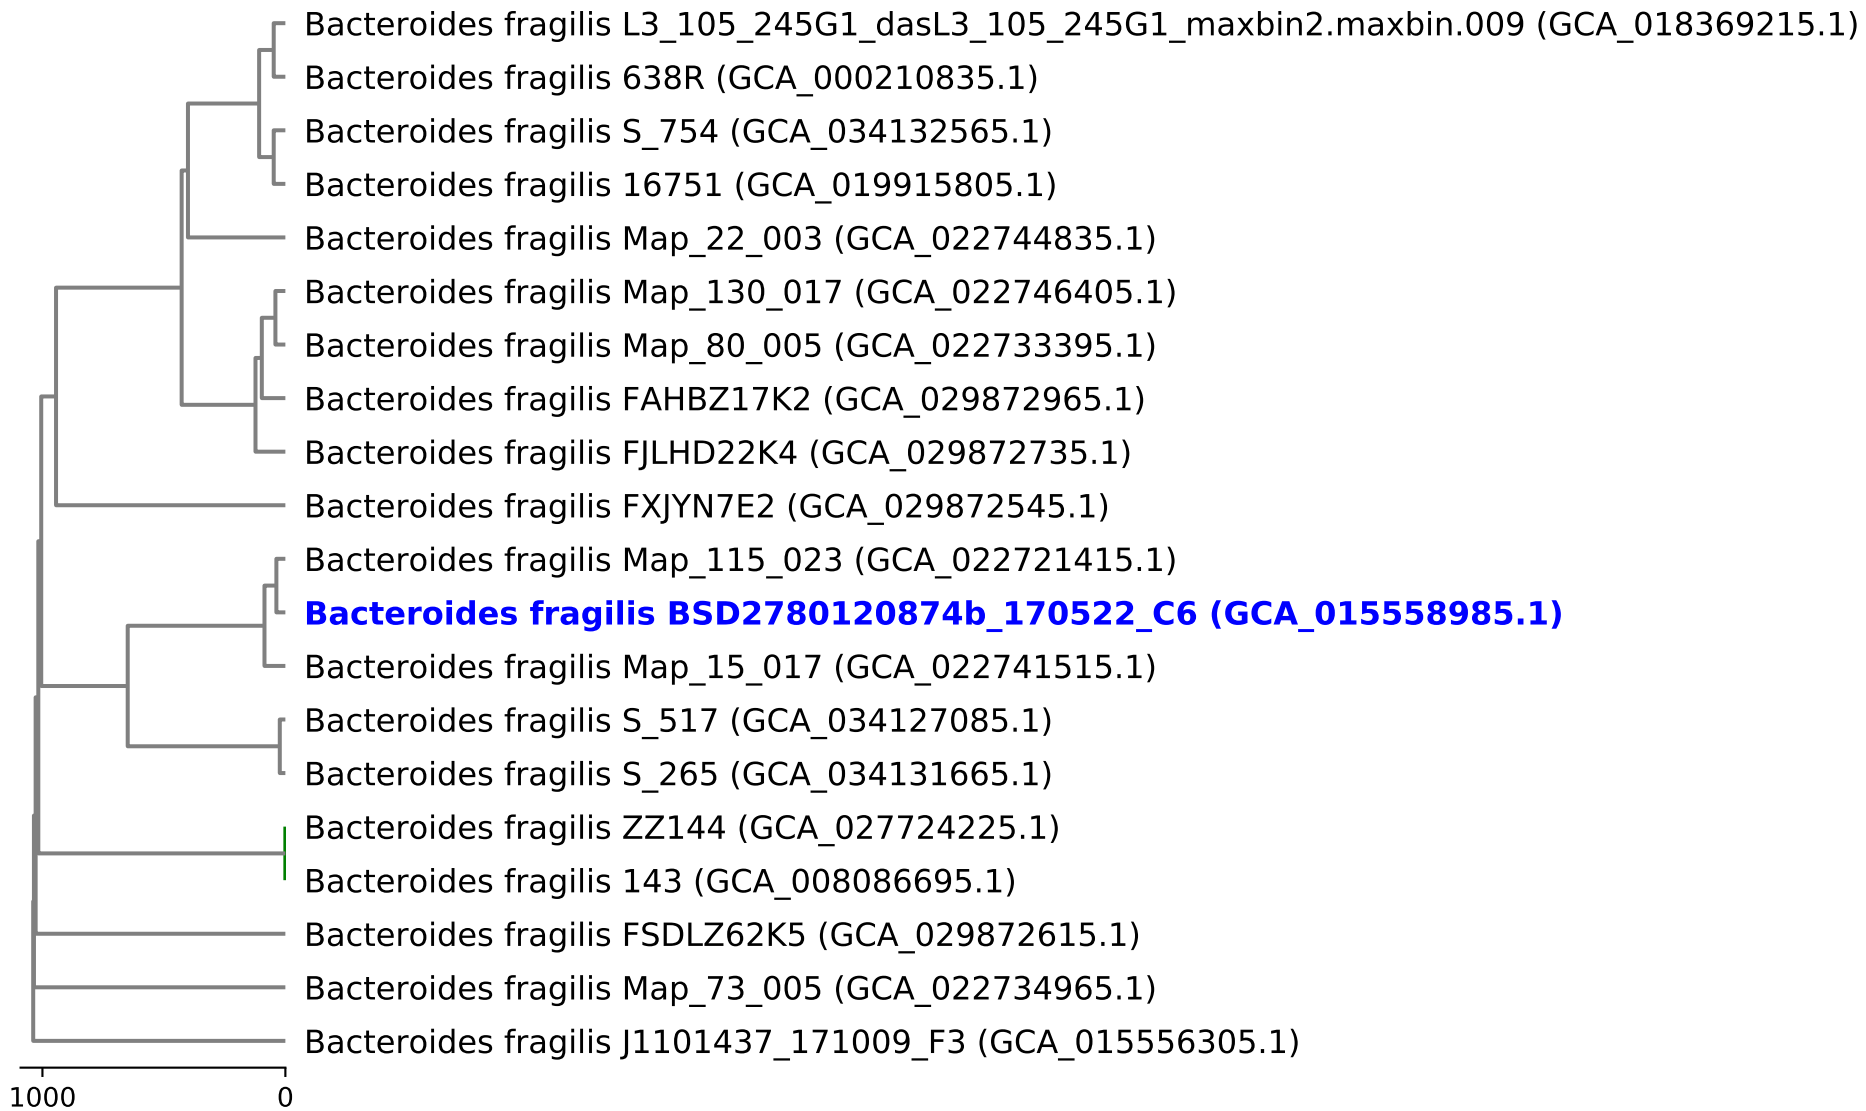 Bacteroides fragilis L3_105_245G1_dasL3_105_245G1_maxbin2.maxbin.009 (GCA_018369215.1)
Bacteroides fragilis 638R (GCA_000210835.1)
Bacteroides fragilis S_754 (GCA_034132565.1)
Bacteroides fragilis 16751 (GCA_019915805.1)
Bacteroides fragilis Map_22_003 (GCA_022744835.1)
Bacteroides fragilis Map_130_017 (GCA_022746405.1)
Bacteroides fragilis Map_80_005 (GCA_022733395.1)
Bacteroides fragilis FAHBZ17K2 (GCA_029872965.1)
Bacteroides fragilis FJLHD22K4 (GCA_029872735.1)
Bacteroides fragilis FXJYN7E2 (GCA_029872545.1)
Bacteroides fragilis Map_115_023 (GCA_022721415.1)
Bacteroides fragilis BSD2780120874b_170522_C6 (GCA_015558985.1)
Bacteroides fragilis Map_15_017 (GCA_022741515.1)
Bacteroides fragilis S_517 (GCA_034127085.1)
Bacteroides fragilis S_265 (GCA_034131665.1)
Bacteroides fragilis ZZ144 (GCA_027724225.1)
Bacteroides fragilis 143 (GCA_008086695.1)
Bacteroides fragilis FSDLZ62K5 (GCA_029872615.1)
Bacteroides fragilis Map_73_005 (GCA_022734965.1)
Bacteroides fragilis J1101437_171009_F3 (GCA_015556305.1)
1000 0